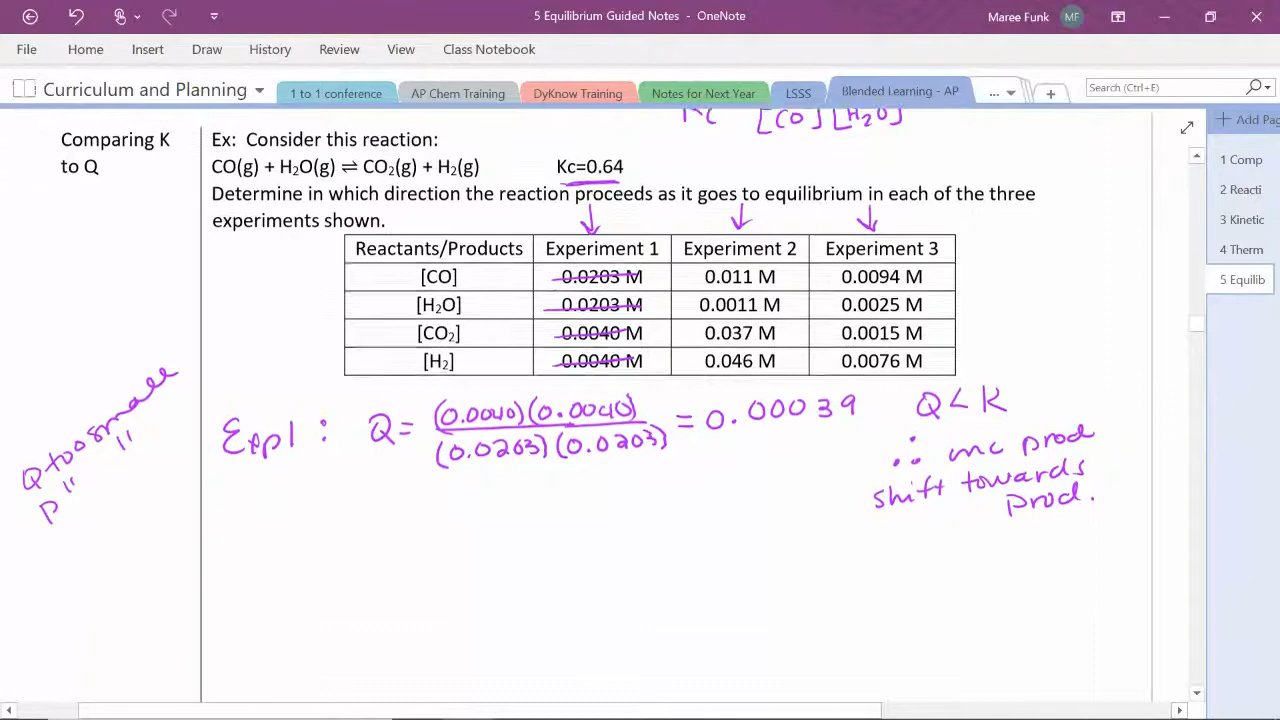 5 Equilibrium Guided Notes - OneNote
Maree Funk MF
File Home Insert Draw History Review View Class Notebook
Curriculum and Planning
1 to 1 conference AP Chem Training DyKnow Training Notes for Next Year LSSS Blended Learning - AP ... +
Search (Ctrl+E)
Add Pag
1 Comp
2 Reacti
3 Kinetic
4 Therm
5 Equilib
Kc [CO][H₂O]
Comparing K
to Q
Ex: Consider this reaction:
CO(g) + H₂O(g) ⇌ CO₂(g) + H₂(g) Kc=0.64
Determine in which direction the reaction proceeds as it goes to equilibrium in each of the three
experiments shown.
Reactants/Products Experiment 1 Experiment 2 Experiment 3
[CO] 0.0203 M 0.011 M 0.0094 M
[H₂O] 0.0203 M 0.0011 M 0.0025 M
[CO₂] 0.0040 M 0.037 M 0.0015 M
[H₂] 0.0040 M 0.046 M 0.0076 M
Q too small
P " "
Exp 1 : Q = (0.0040)(0.0040) = 0.00039
(0.0203)(0.0203)
Q < K
∴ inc prod
shift towards
prod.